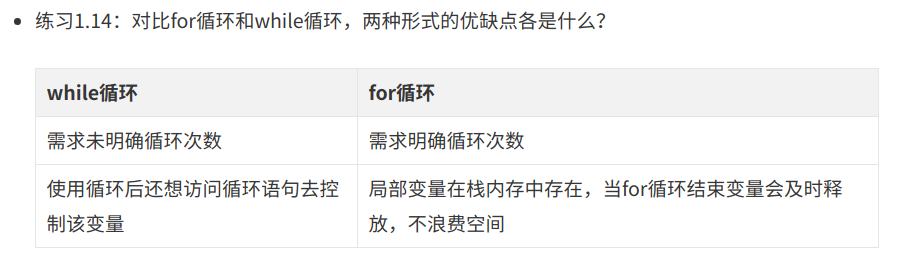 练习1.14：对比for循环和while循环，两种形式的优缺点各是什么？
while循环
for循环
需求未明确循环次数
需求明确循环次数
使用循环后还想访问循环语句去控
制该变量
局部变量在栈内存中存在，当for循环结束变量会及时释
放，不浪费空间